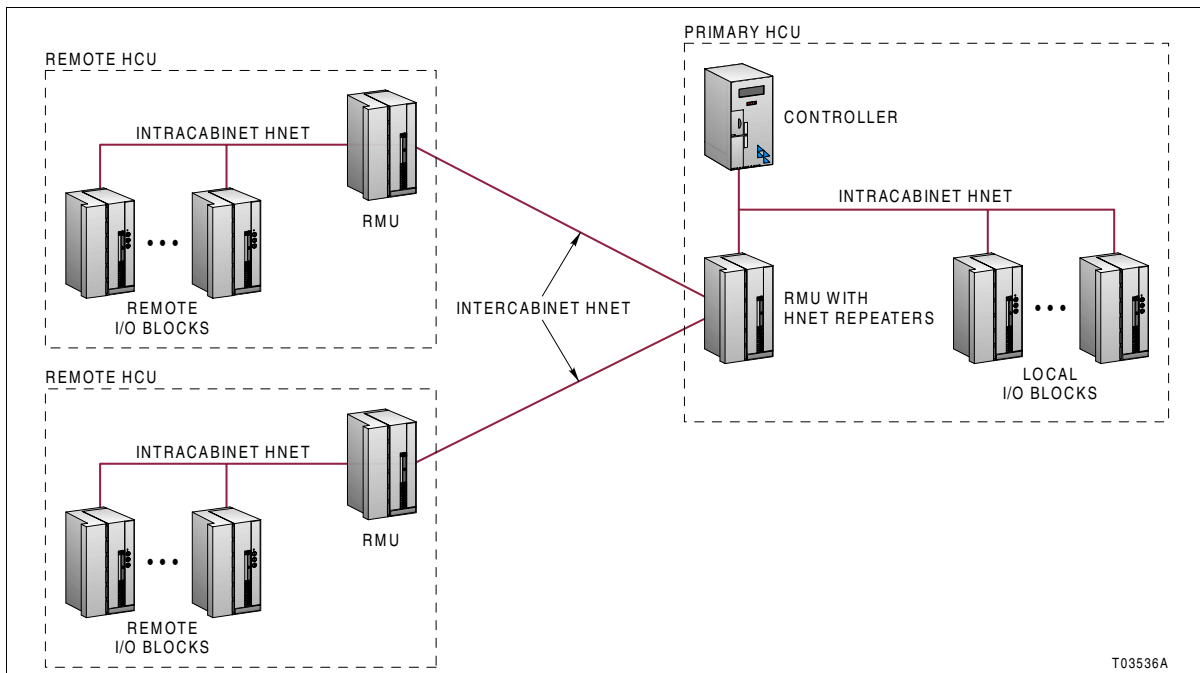 REMOTE HCU
INTRACABINET HNET
RMU
REMOTE
I/O BLOCKS
REMOTE HCU
INTRACABINET HNET
RMU
REMOTE
I/O BLOCKS
INTERCABINET HNET
PRIMARY HCU
CONTROLLER
INTRACABINET HNET
RMU WITH
HNET REPEATERS
LOCAL
I/O BLOCKS
T03536A